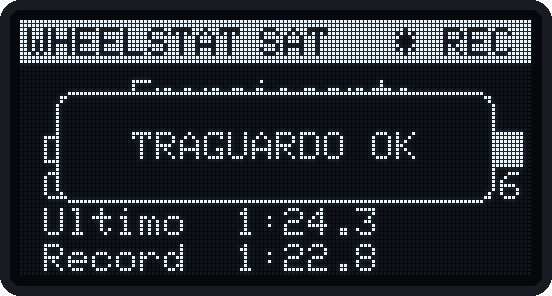 WHEELSTAT SAT * REC
TRAGUARDO OK
6
Ultimo 1:24.3
Record 1:22.8